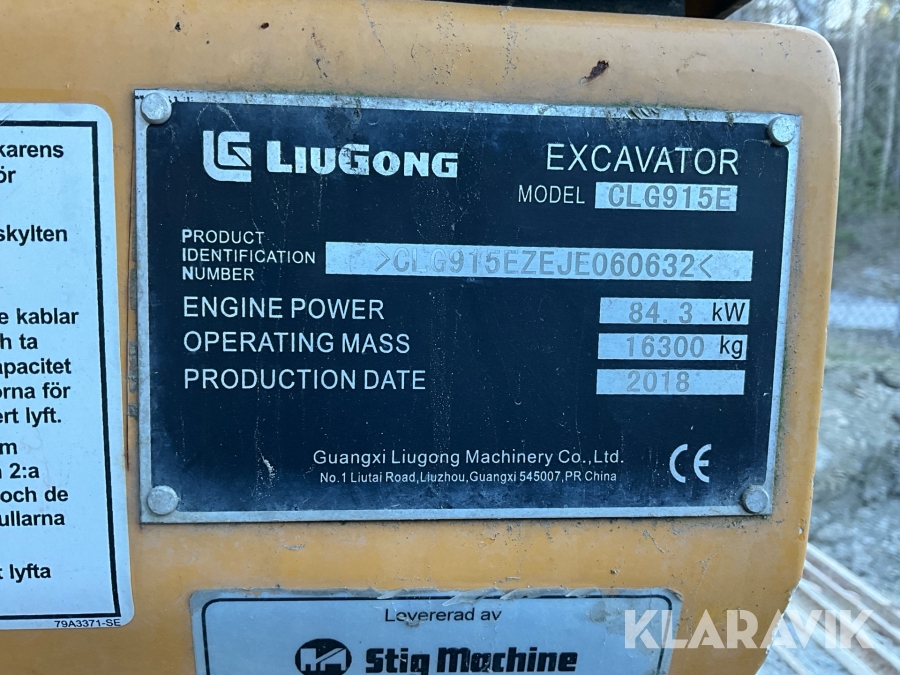 karens
ör
skylten
e kablar
h ta
apacitet
orna för
ert lyft.
m
2:a
och de
ullarna
t lyfta
79A3371-SE
LG LIUGONG
EXCAVATOR
MODEL CLG915E
PRODUCT
IDENTIFICATION
NUMBER
>CLG915EZEJE060632<
ENGINE POWER 84.3 kW
OPERATING MASS 16300 kg
PRODUCTION DATE 2018
Guangxi Liugong Machinery Co.,Ltd.
No.1 Liutai Road,Liuzhou,Guangxi 545007,PR China
CE
Levererad av
Stig Machine
KLARAVIK